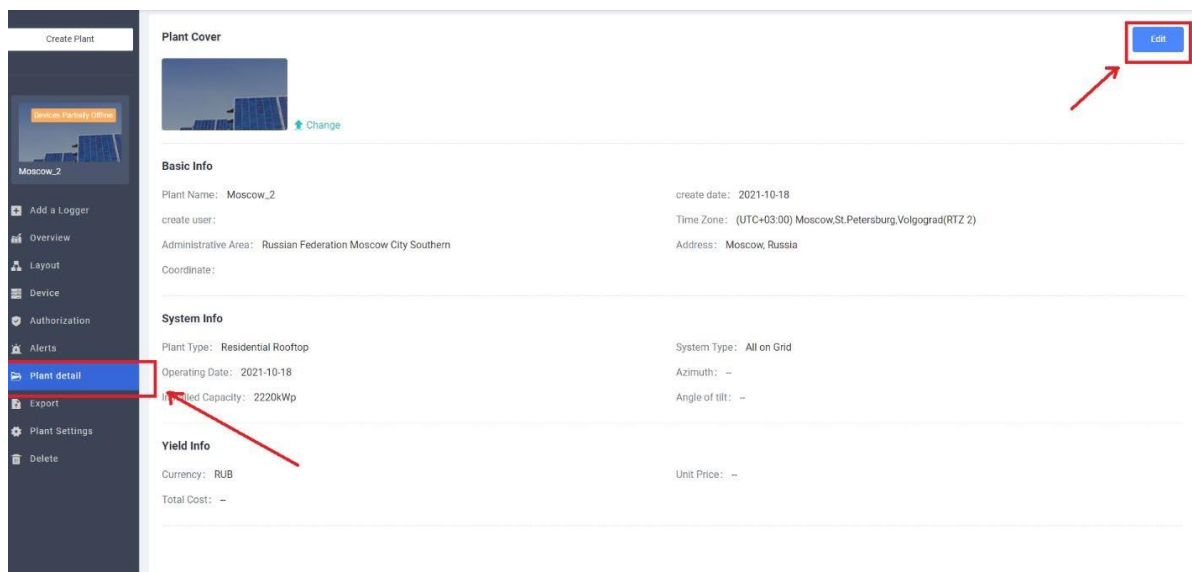 Create Plant
Devices Partially Offline
Moscow_2
Add a Logger
Overview
Layout
Device
Authorization
Alerts
Plant detail
Export
Plant Settings
Delete
Plant Cover
Edit
Change
Basic Info
Plant Name: Moscow_2
create date: 2021-10-18
create user:
Time Zone: (UTC+03:00) Moscow,St.Petersburg,Volgograd(RTZ 2)
Administrative Area: Russian Federation Moscow City Southern
Address: Moscow, Russia
Coordinate:
System Info
Plant Type: Residential Rooftop
System Type: All on Grid
Operating Date: 2021-10-18
Azimuth: --
Installed Capacity: 2220kWp
Angle of tilt: --
Yield Info
Currency: RUB
Unit Price: --
Total Cost: --